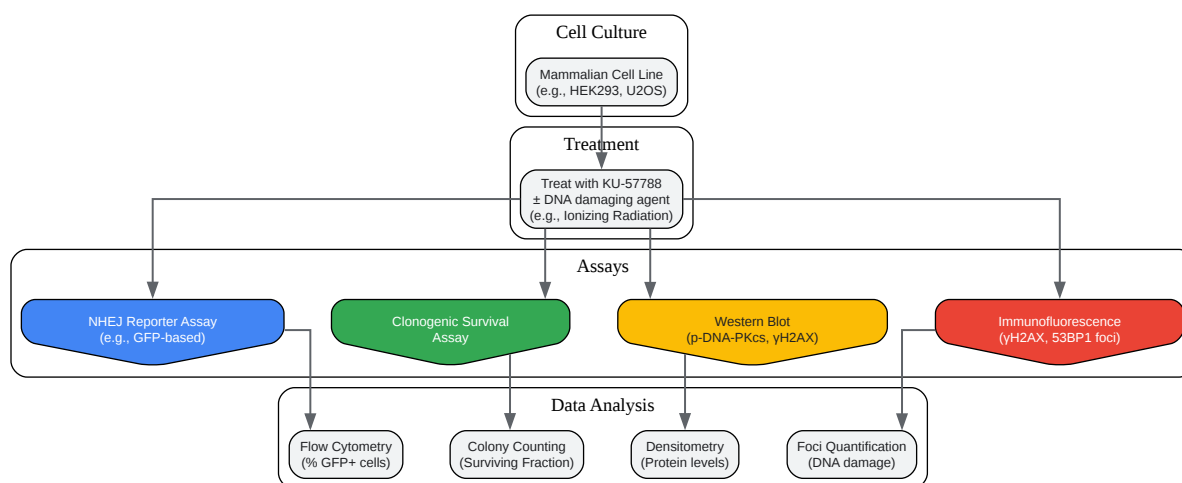 Cell Culture
Mammalian Cell Line
(e.g., HEK293, U2OS)
Treatment
Treat with KU-57788
± DNA damaging agent
(e.g., Ionizing Radiation)
Assays
NHEJ Reporter Assay
(e.g., GFP-based)
Clonogenic Survival
Assay
Western Blot
(p-DNA-PKcs, γH2AX)
Immunofluorescence
(γH2AX, 53BP1 foci)
Data Analysis
Flow Cytometry
(% GFP+ cells)
Colony Counting
(Surviving Fraction)
Densitometry
(Protein levels)
Foci Quantification
(DNA damage)